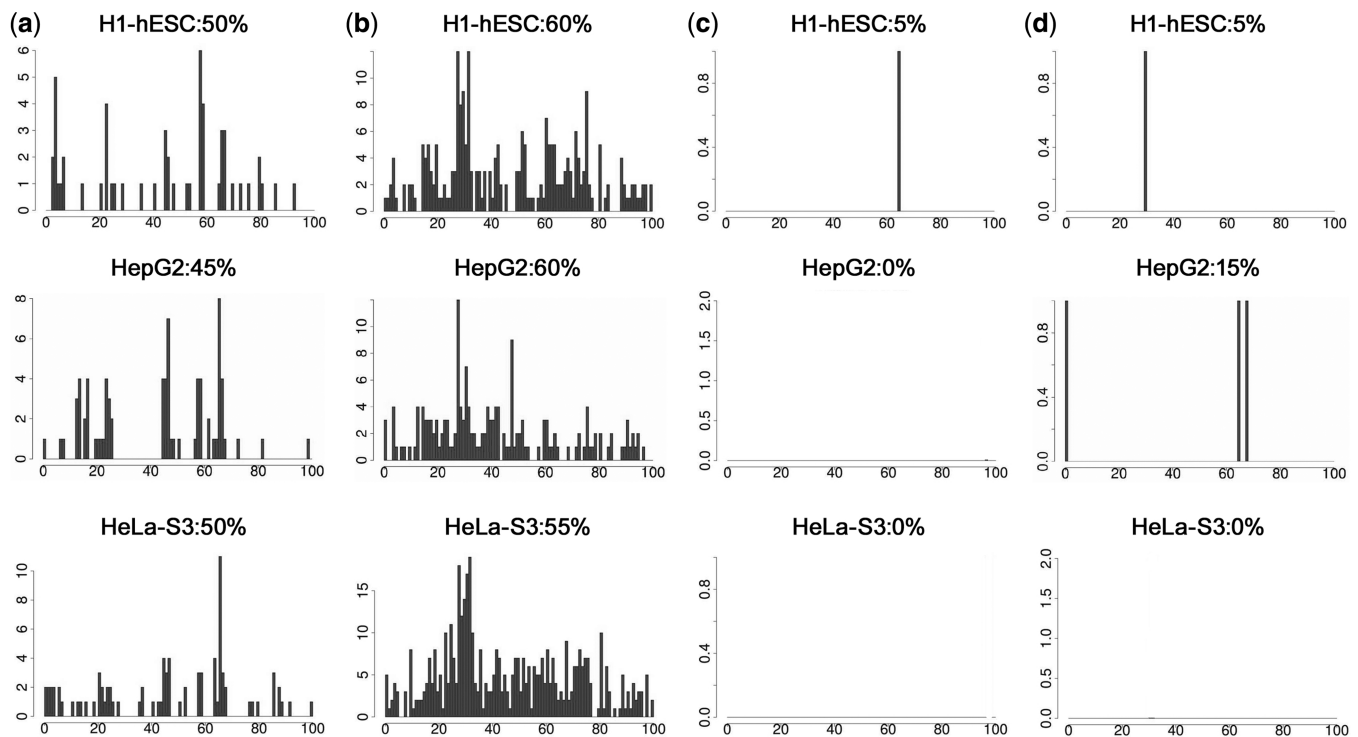 (a) H1-hESC:50% (b) H1-hESC:60% (c) H1-hESC:5% (d) H1-hESC:5%
0 1 2 3 4 5 6
0 20 40 60 80 100
0 2 4 6 8 10
0 20 40 60 80 100
0.0 0.4 0.8
0 20 40 60 80 100
0.0 0.4 0.8
0 20 40 60 80 100
HepG2:45% HepG2:60% HepG2:0% HepG2:15%
0 2 4 6 8
0 20 40 60 80 100
0 2 4 6 8 10
0 20 40 60 80 100
0.0 0.5 1.0 1.5 2.0
0 20 40 60 80 100
0.0 0.4 0.8
0 20 40 60 80 100
HeLa-S3:50% HeLa-S3:55% HeLa-S3:0% HeLa-S3:0%
0 2 4 6 8 10
0 20 40 60 80 100
0 5 10 15
0 20 40 60 80 100
0.0 0.4 0.8
0 20 40 60 80 100
0.0 0.5 1.0 1.5 2.0
0 20 40 60 80 100